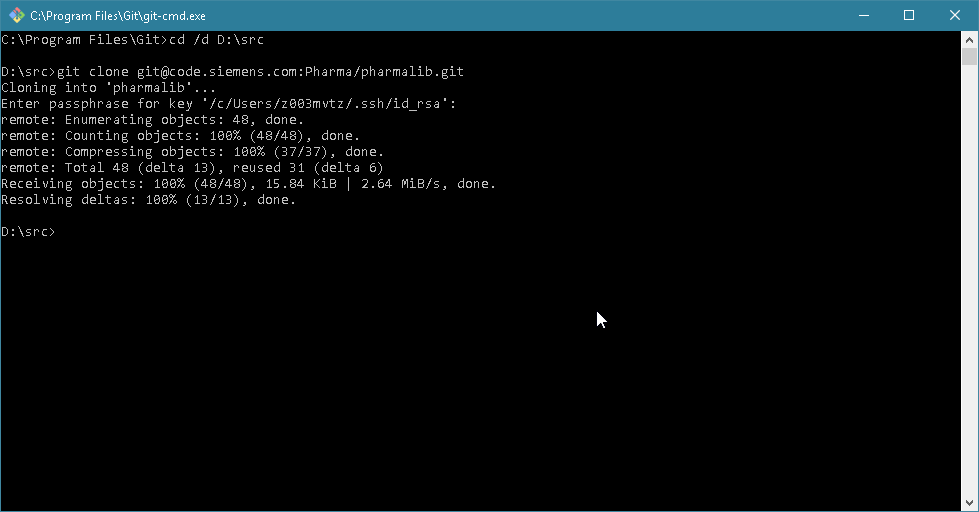 C:\Program Files\Git\git-cmd.exe
C:\Program Files\Git>cd /d D:\src
D:\src>git clone git@code.siemens.com:Pharma/pharmalib.git
Cloning into 'pharmalib'...
Enter passphrase for key '/c/Users/z003mvtz/.ssh/id_rsa':
remote: Enumerating objects: 48, done.
remote: Counting objects: 100% (48/48), done.
remote: Compressing objects: 100% (37/37), done.
remote: Total 48 (delta 13), reused 31 (delta 6)
Receiving objects: 100% (48/48), 15.84 KiB | 2.64 MiB/s, done.
Resolving deltas: 100% (13/13), done.
D:\src>